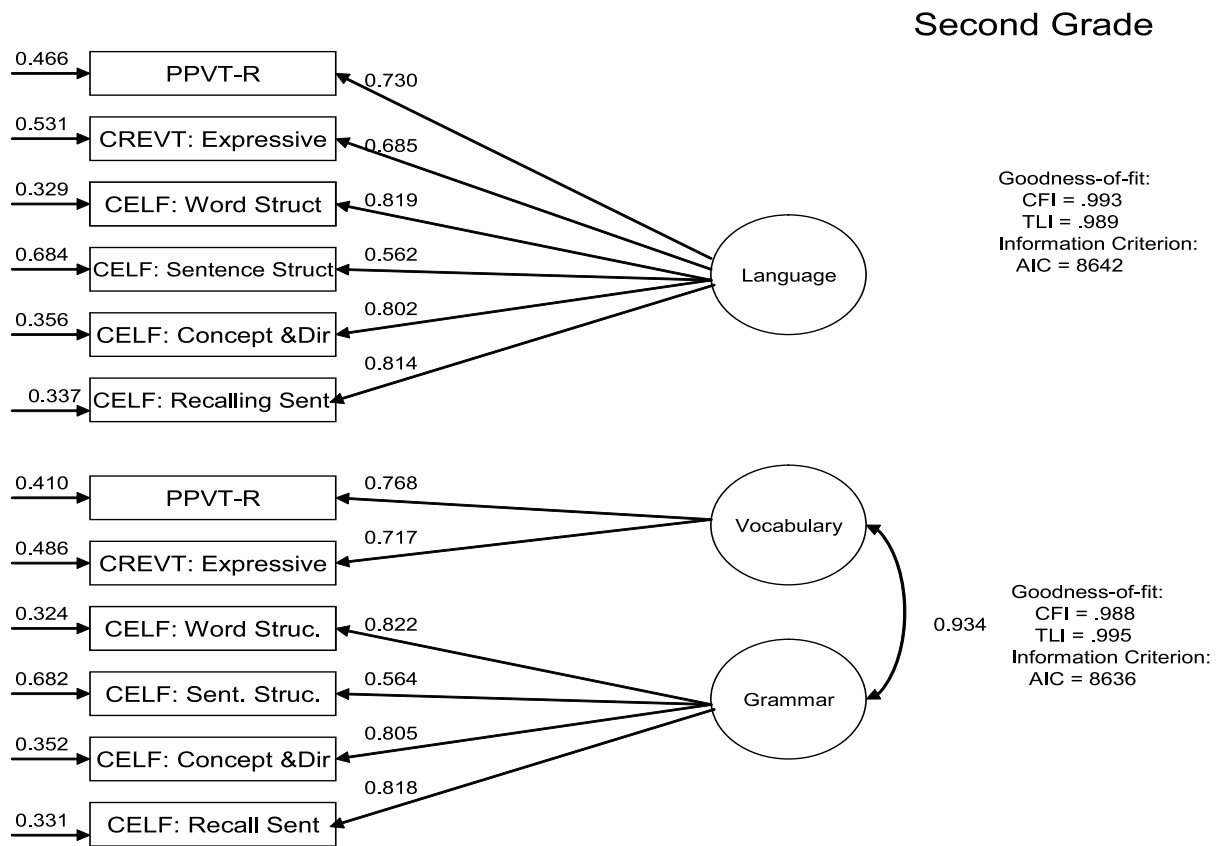 Second Grade
0.466
PPVT-R
0.730
0.531
CREVT: Expressive
0.685
0.329
CELF: Word Struct
0.819
0.684
CELF: Sentence Struct
0.562
0.356
CELF: Concept &Dir
0.802
0.337
CELF: Recalling Sent
0.814
Language
Goodness-of-fit:
CFI = .993
TLI = .989
Information Criterion:
AIC = 8642
0.410
PPVT-R
0.768
0.486
CREVT: Expressive
0.717
0.324
CELF: Word Struc.
0.822
0.682
CELF: Sent. Struc.
0.564
0.352
CELF: Concept &Dir
0.805
0.331
CELF: Recall Sent
0.818
Vocabulary
Grammar
0.934
Goodness-of-fit:
CFI = .988
TLI = .995
Information Criterion:
AIC = 8636